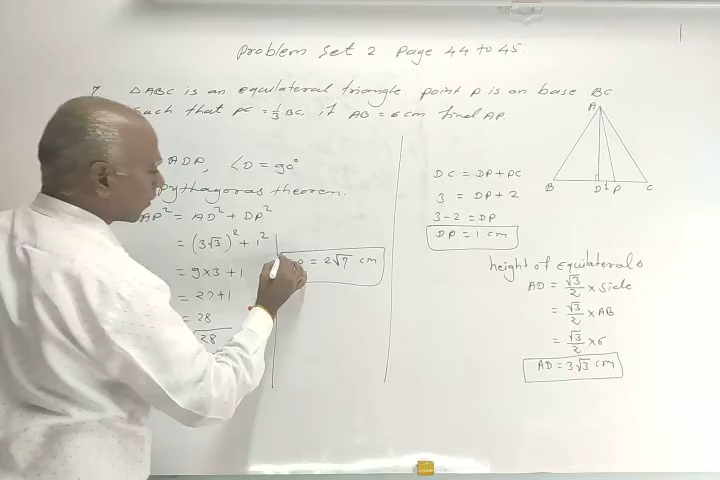 Problem Set 2 Page 44 to 45.
7. △ABC is an equilateral triangle. point P is on base BC
such that PC = 1/3 BC, if AB = 6cm find AP.
ADP, ∠D = 90°
pythagoras theorem.
AP² = AD² + DP²
= (3√3)² + 1²
= 9×3 + 1
= 27+1
= 28
√28
= 2√7 cm
DC = DP + PC
3 = DP + 2
3 - 2 = DP
DP = 1 cm
A
B D 1 P C
height of equilateral △
AD = √3/2 × Side
= √3/2 × AB
= √3/2 × 6
AD = 3√3 cm